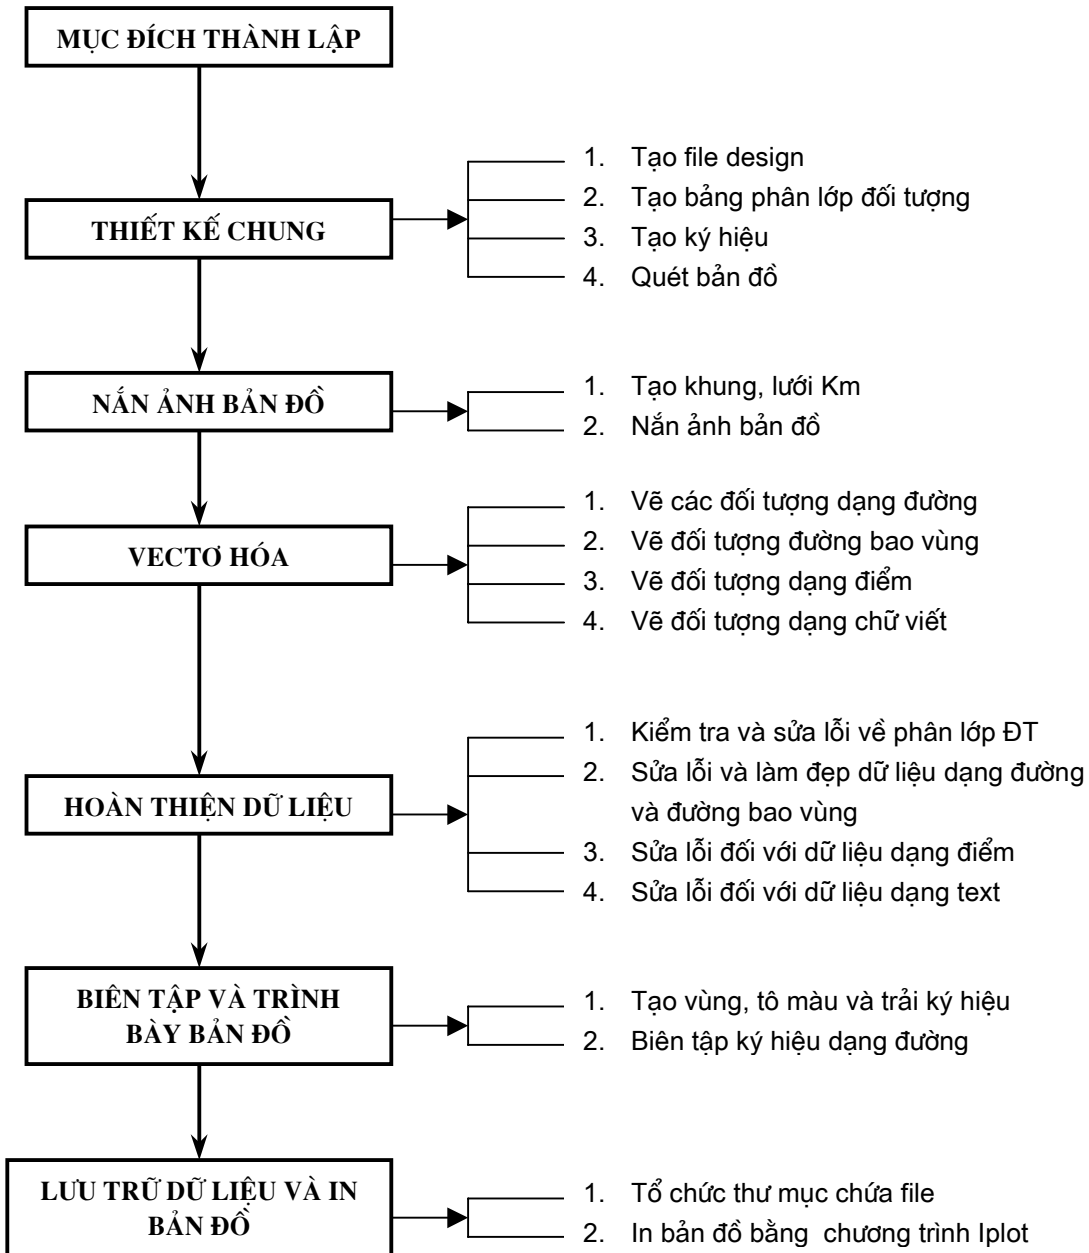 MỤC ĐÍCH THÀNH LẬP
THIẾT KẾ CHUNG
1. Tạo file design
2. Tạo bảng phân lớp đối tượng
3. Tạo ký hiệu
4. Quét bản đồ
NẮN ẢNH BẢN ĐỒ
1. Tạo khung, lưới Km
2. Nắn ảnh bản đồ
VECTƠ HÓA
1. Vẽ các đối tượng dạng đường
2. Vẽ đối tượng đường bao vùng
3. Vẽ đối tượng dạng điểm
4. Vẽ đối tượng dạng chữ viết
HOÀN THIỆN DỮ LIỆU
1. Kiểm tra và sửa lỗi về phân lớp ĐT
2. Sửa lỗi và làm đẹp dữ liệu dạng đường
và đường bao vùng
3. Sửa lỗi đối với dữ liệu dạng điểm
4. Sửa lỗi đối với dữ liệu dạng text
BIÊN TẬP VÀ TRÌNH
BÀY BẢN ĐỒ
1. Tạo vùng, tô màu và trải ký hiệu
2. Biên tập ký hiệu dạng đường
LƯU TRỮ DỮ LIỆU VÀ IN
BẢN ĐỒ
1. Tổ chức thư mục chứa file
2. In bản đồ bằng chương trình Iplot